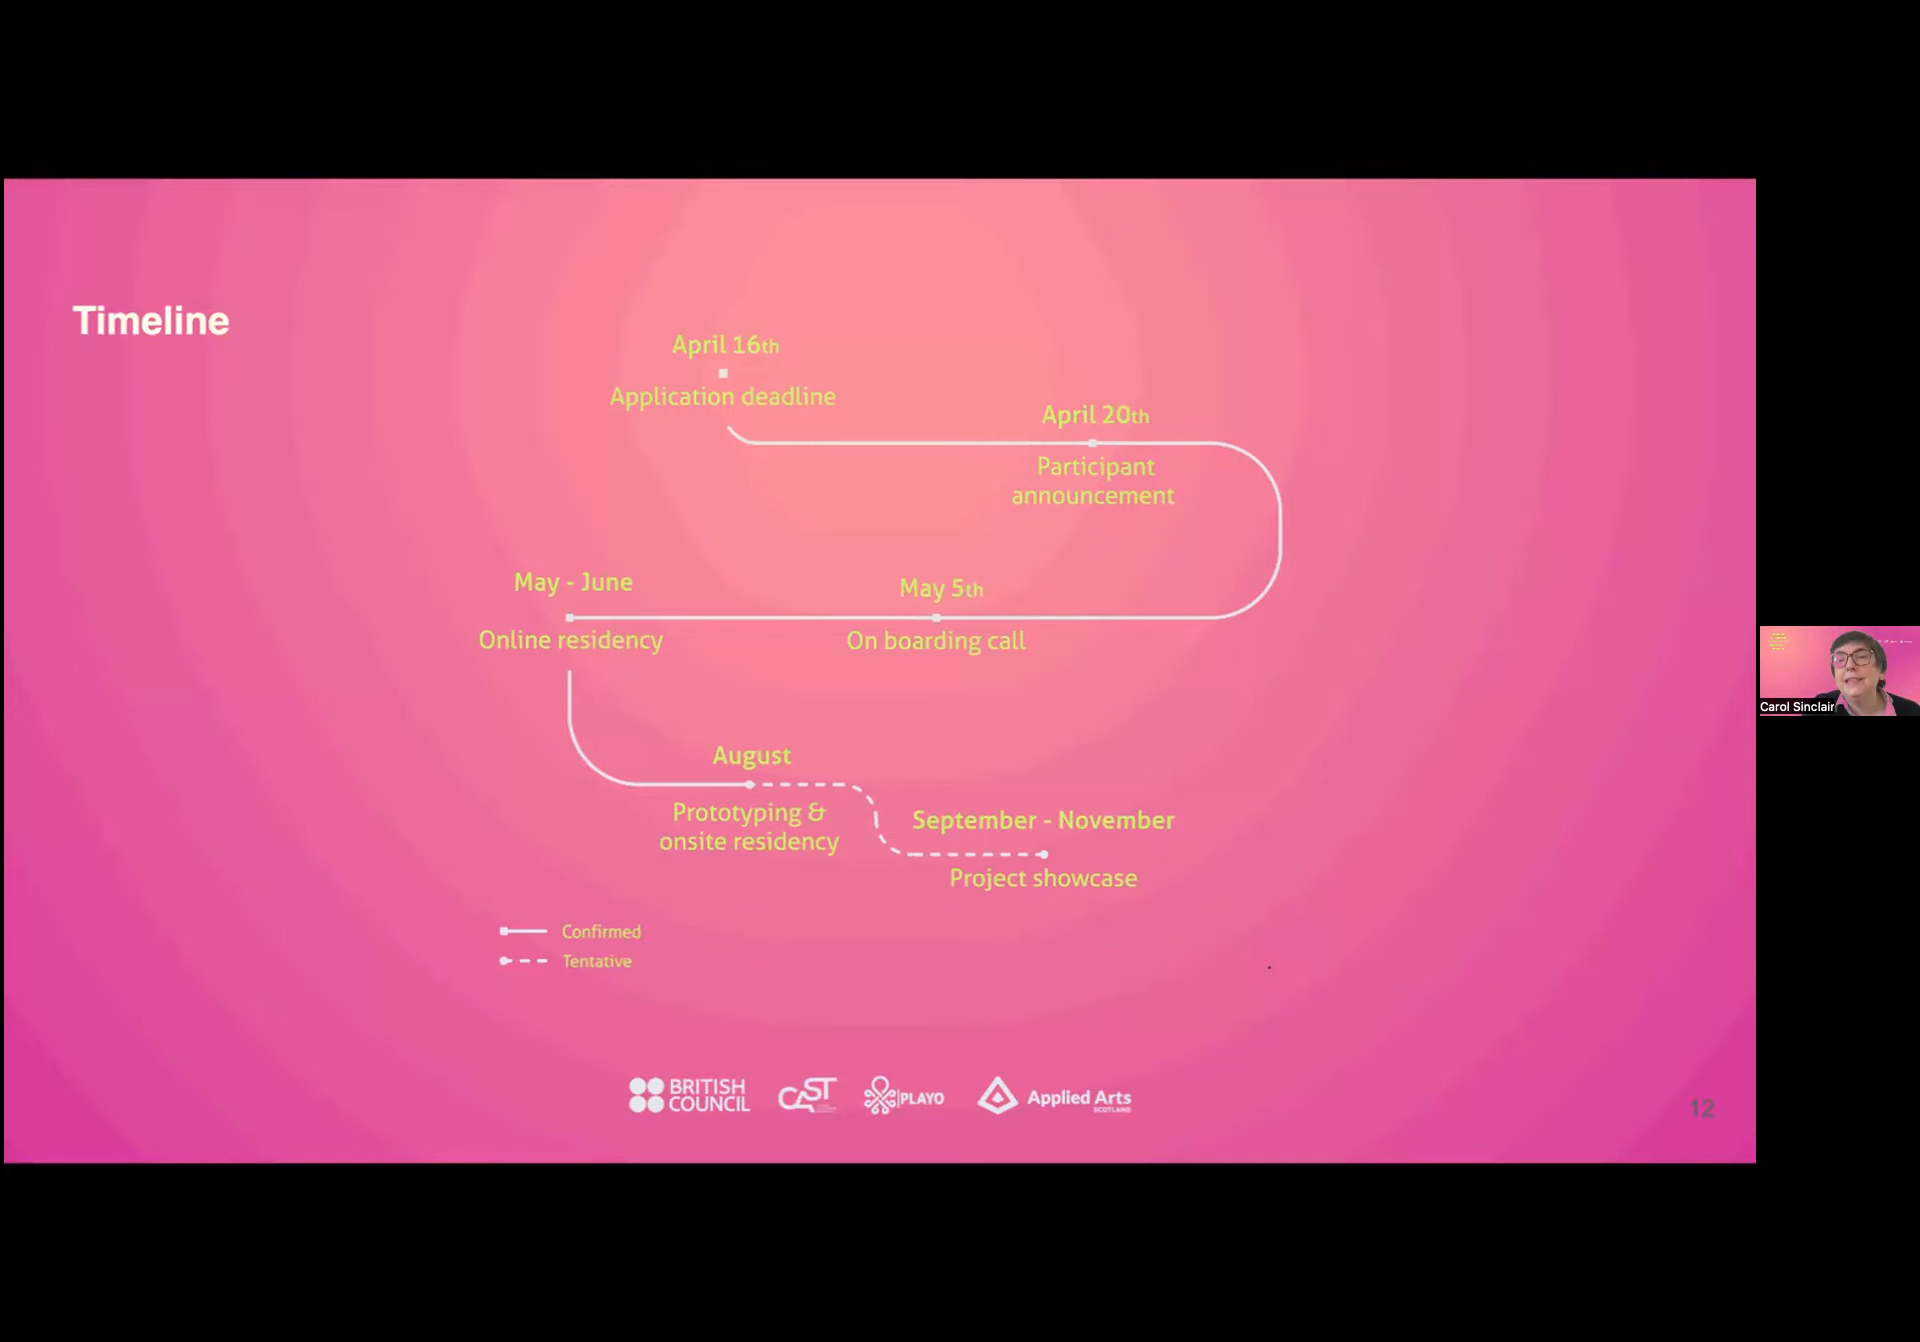 Timeline
April 16th
Application deadline
April 20th
Participant
announcement
May - June
May 5th
Online residency
On boarding call
August
Prototyping &
onsite residency
September - November
Project showcase
Confirmed
Tentative
BRITISH
COUNCIL
CAST
PLAYO
Applied Arts
SCOTLAND
12
Carol Sinclair